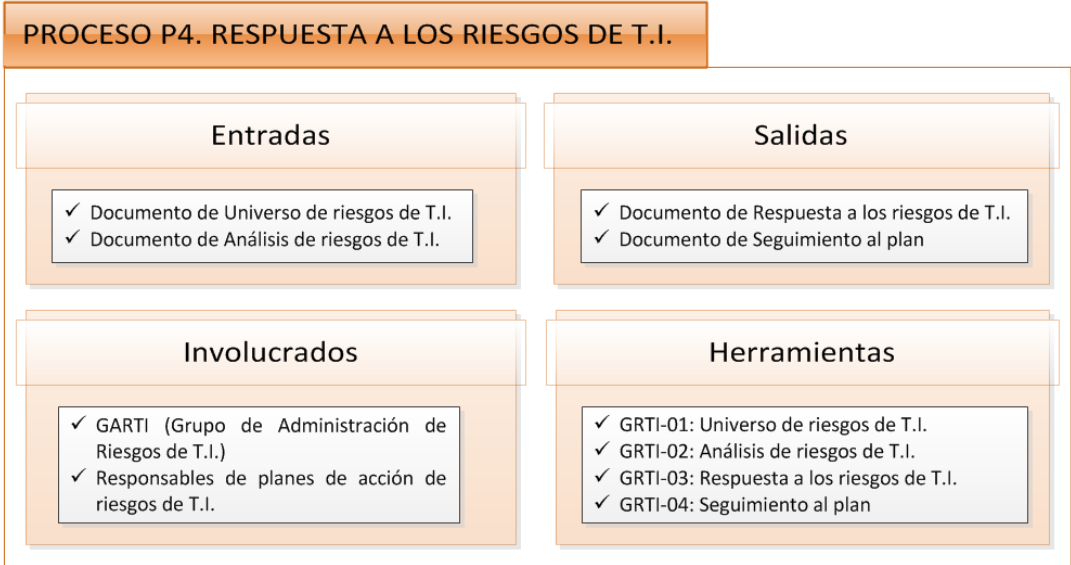 PROCESO P4. RESPUESTA A LOS RIESGOS DE T.I.
Entradas
✓ Documento de Universo de riesgos de T.I.
✓ Documento de Análisis de riesgos de T.I.
Salidas
✓ Documento de Respuesta a los riesgos de T.I.
✓ Documento de Seguimiento al plan
Involucrados
✓ GARTI (Grupo de Administración de
Riesgos de T.I.)
✓ Responsables de planes de acción de
riesgos de T.I.
Herramientas
✓ GRTI-01: Universo de riesgos de T.I.
✓ GRTI-02: Análisis de riesgos de T.I.
✓ GRTI-03: Respuesta a los riesgos de T.I.
✓ GRTI-04: Seguimiento al plan